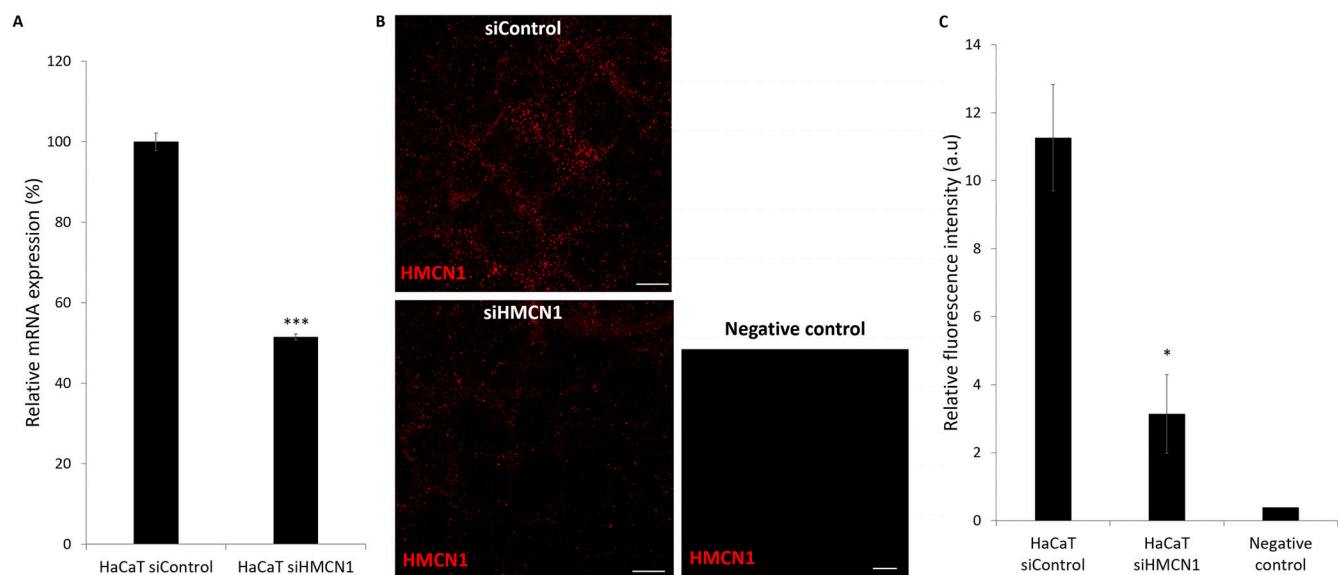 A
Relative mRNA expression (%)
120
100
80
60
40
20
0
***
HaCaT siControl
HaCaT siHMCN1
B
siControl
HMCN1
siHMCN1
HMCN1
Negative control
HMCN1
C
Relative fluorescence intensity (a.u)
14
12
10
8
6
4
2
0
*
HaCaT
siControl
HaCaT
siHMCN1
Negative
control